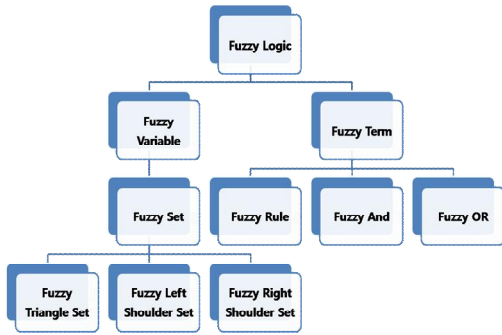 Fuzzy Logic
Fuzzy
Variable
Fuzzy Term
Fuzzy Set
Fuzzy Rule
Fuzzy And
Fuzzy OR
Fuzzy
Triangle Set
Fuzzy Left
Shoulder Set
Fuzzy Right
Shoulder Set